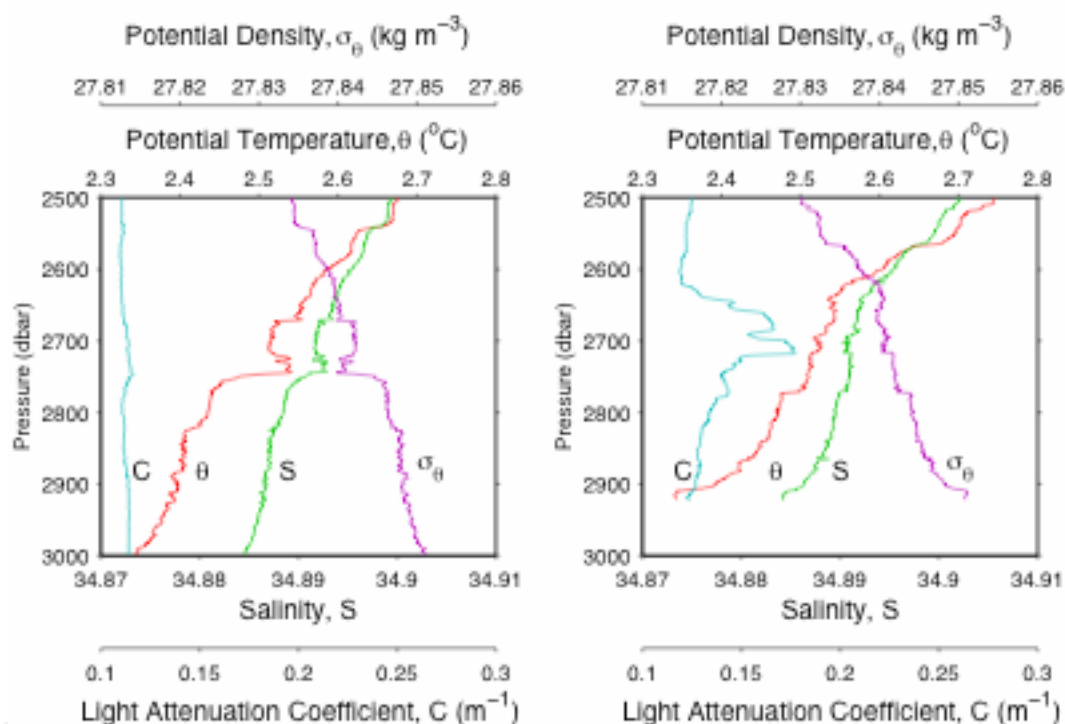 Potential Density, σθ (kg m−3)
27.81 27.82 27.83 27.84 27.85 27.86
Potential Temperature,θ (0C)
2.3 2.4 2.5 2.6 2.7 2.8
Pressure (dbar)
2500
2600
2700
2800
2900
3000
C θ S σθ
34.87 34.88 34.89 34.9 34.91
Salinity, S
0.1 0.15 0.2 0.25 0.3
Light Attenuation Coefficient, C (m−1)
Potential Density, σθ (kg m−3)
27.81 27.82 27.83 27.84 27.85 27.86
Potential Temperature,θ (0C)
2.3 2.4 2.5 2.6 2.7 2.8
Pressure (dbar)
2500
2600
2700
2800
2900
3000
C θ S σθ
34.87 34.88 34.89 34.9 34.91
Salinity, S
0.1 0.15 0.2 0.25 0.3
Light Attenuation Coefficient, C (m−1)